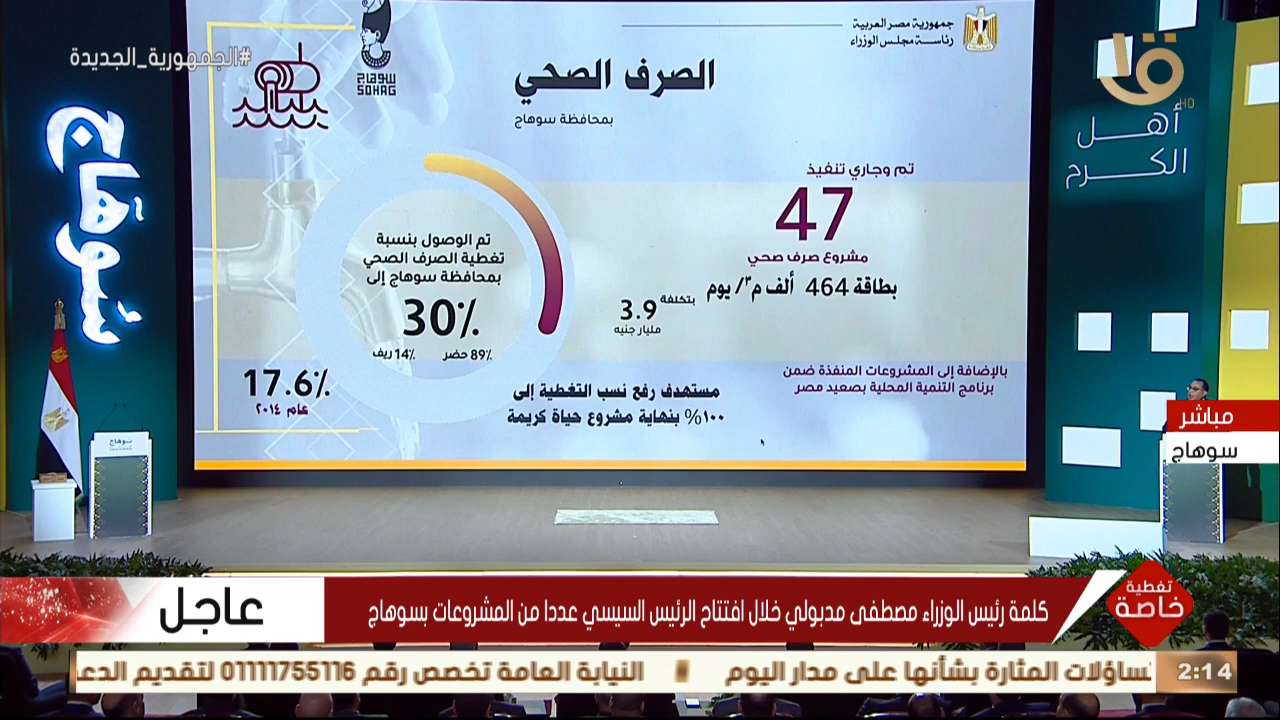 #الجمهورية_الجديدة
جمهورية مصر العربية
رئاسة مجلس الوزراء
سوهاج
SOHAG
الصرف الصحي
بمحافظة سوهاج
HD
أهل
الكرح
سُوهَاج
تم وجاري تنفيذ
47
مشروع صرف صحي
بطاقة 464 ألف م٣/ يوم
بتكلفة 3.9
مليار جنيه
بالإضافة إلى المشروعات المنفذة ضمن
برنامج التنمية المحلية بصعيد مصر
تم الوصول بنسبة
تغطية الصرف الصحي
بمحافظة سوهاج إلى
30٪
89٪ حضر 14٪ ريف
17.6٪
عام ٢٠١٤
مستهدف رفع نسب التغطية إلى
١٠٠% بنهاية مشروع حياة كريمة
سوهاج
مباشر
سوهاج
تغطية
خاصة
عاجل
كلمة رئيس الوزراء مصطفى مدبولي خلال افتتاح الرئيس السيسي عددا من المشروعات بسوهاج
2:14
تساؤلات المثارة بشأنها على مدار اليوم
النيابة العامة تخصص رقم 01111755116 لتقديم الدع